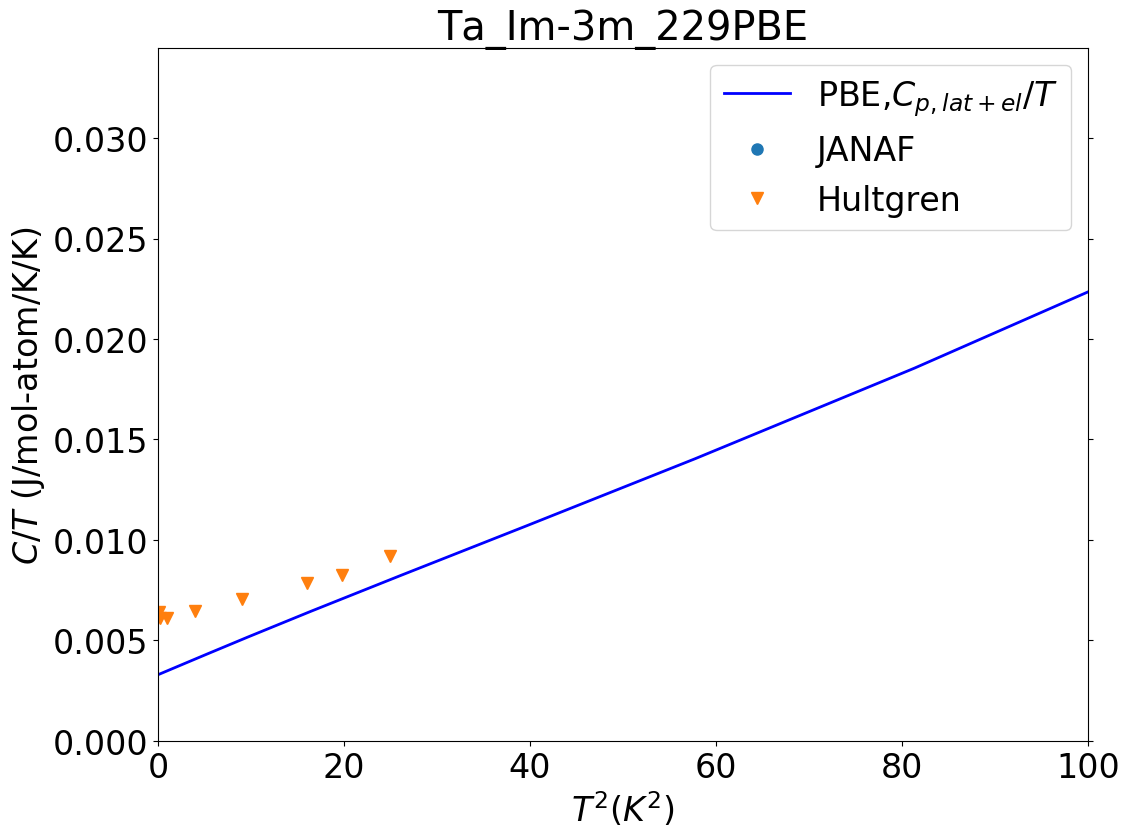 Ta_Im-3m_229PBE
PBE,C_{p,lat+el}/T
JANAF
Hultgren
C/T (J/mol-atom/K/K)
0.030
0.025
0.020
0.015
0.010
0.005
0.000
0 20 40 60 80 100
T^2(K^2)